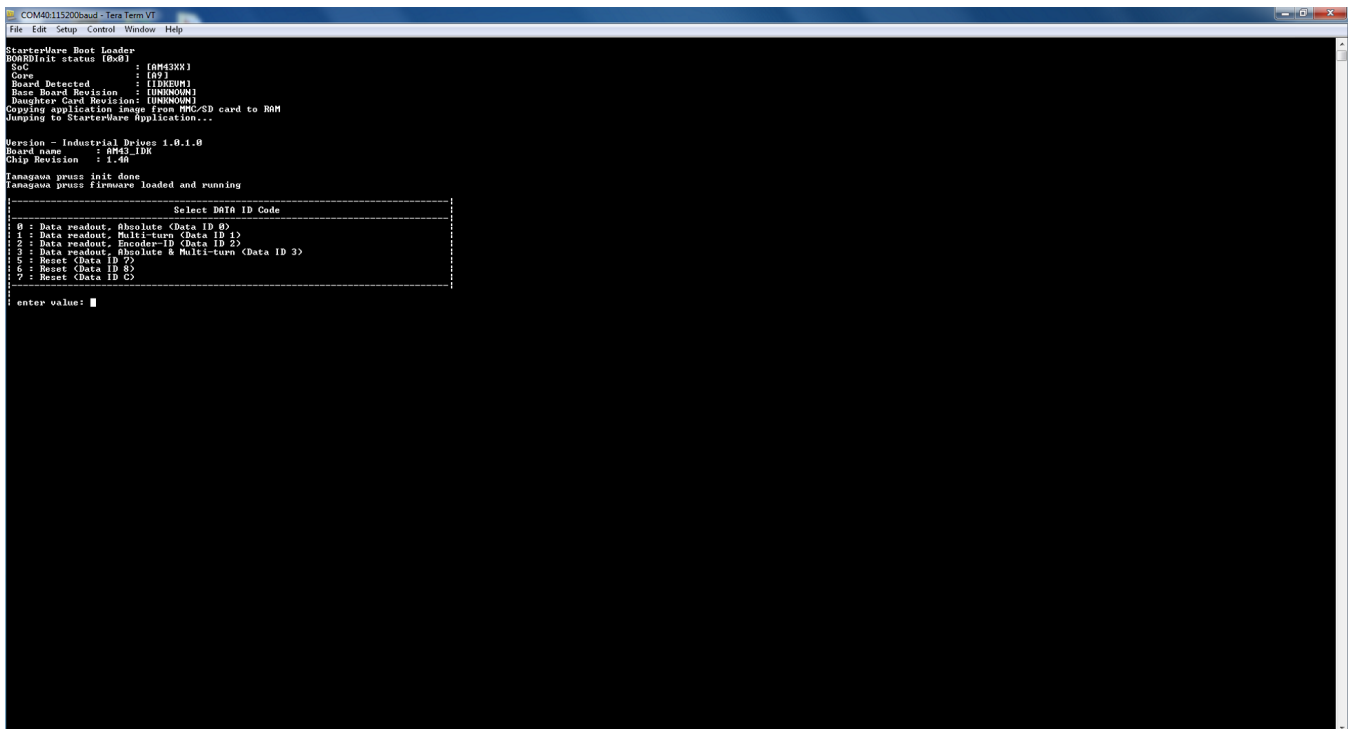 COM40:115200baud - Tera Term VT
File Edit Setup Control Window Help
StarterWare Boot Loader
BOARDInit status [0x0]
SoC : [AM43XX]
Core : [A9]
Board Detected : [IDKEVM]
Base Board Revision : [UNKNOWN]
Daughter Card Revision: [UNKNOWN]
Copying application image from MMC/SD card to RAM
Jumping to StarterWare Application...
Version - Industrial Drives 1.0.1.0
Board name : AM43_IDK
Chip Revision : 1.4A
Tamagawa pruss init done
Tamagawa pruss firmware loaded and running
|------------------------------------------------------------------------------|
| Select DATA ID Code |
|------------------------------------------------------------------------------|
| 0 : Data readout, Absolute (Data ID 0) |
| 1 : Data readout, Multi-turn (Data ID 1) |
| 2 : Data readout, Encoder-ID (Data ID 2) |
| 3 : Data readout, Absolute & Multi-turn (Data ID 3) |
| 5 : Reset (Data ID 7) |
| 6 : Reset (Data ID 8) |
| 7 : Reset (Data ID C) |
|------------------------------------------------------------------------------|
|
| enter value: